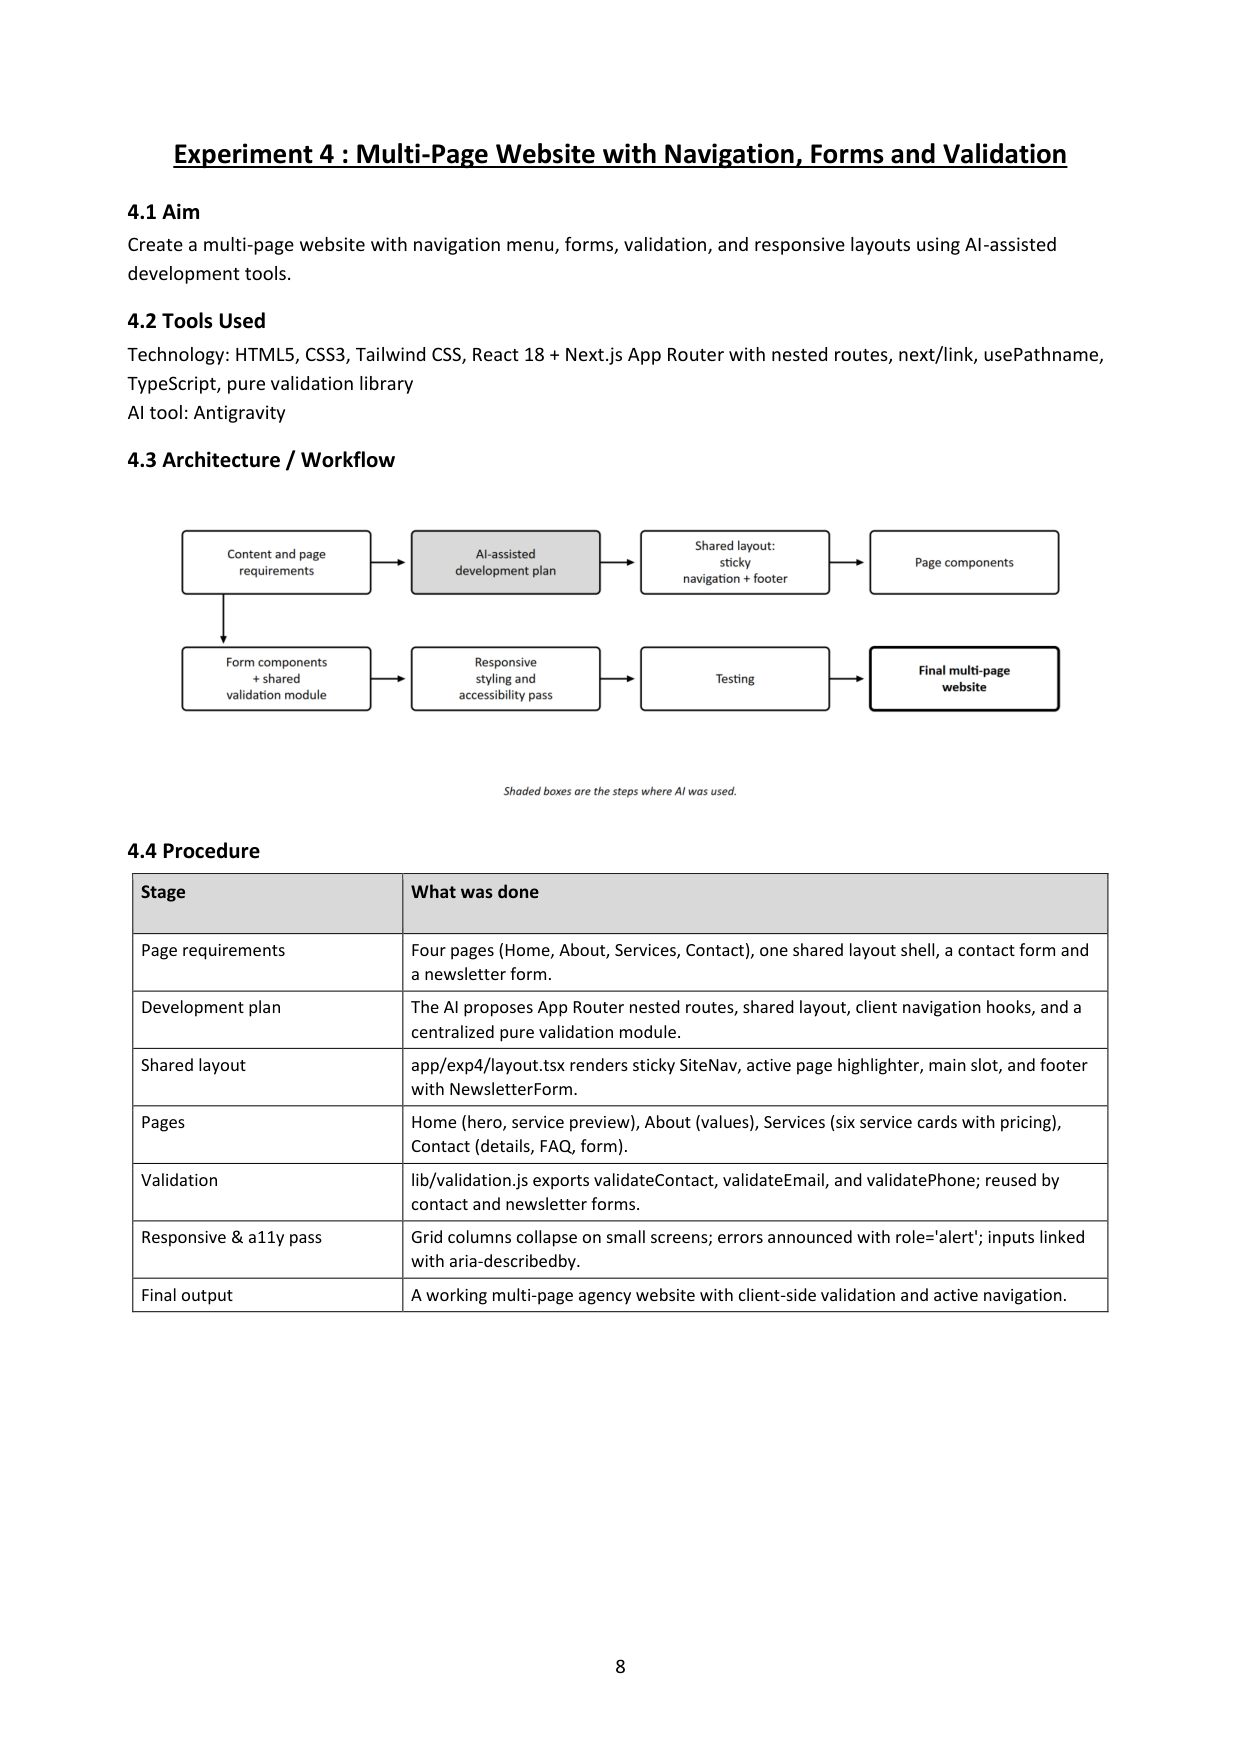 Experiment 4 : Multi-Page Website with Navigation, Forms and Validation
4.1 Aim
Create a multi-page website with navigation menu, forms, validation, and responsive layouts using AI-assisted
development tools.
4.2 Tools Used
Technology: HTML5, CSS3, Tailwind CSS, React 18 + Next.js App Router with nested routes, next/link, usePathname,
TypeScript, pure validation library
AI tool: Antigravity
4.3 Architecture / Workflow
Content and page
requirements
AI-assisted
development plan
Shared layout:
sticky
navigation + footer
Page components
Form components
+ shared
validation module
Responsive
styling and
accessibility pass
Testing
Final multi-page
website
Shaded boxes are the steps where AI was used.
4.4 Procedure
Stage
What was done
Page requirements
Four pages (Home, About, Services, Contact), one shared layout shell, a contact form and
a newsletter form.
Development plan
The AI proposes App Router nested routes, shared layout, client navigation hooks, and a
centralized pure validation module.
Shared layout
app/exp4/layout.tsx renders sticky SiteNav, active page highlighter, main slot, and footer
with NewsletterForm.
Pages
Home (hero, service preview), About (values), Services (six service cards with pricing),
Contact (details, FAQ, form).
Validation
lib/validation.js exports validateContact, validateEmail, and validatePhone; reused by
contact and newsletter forms.
Responsive & a11y pass
Grid columns collapse on small screens; errors announced with role='alert'; inputs linked
with aria-describedby.
Final output
A working multi-page agency website with client-side validation and active navigation.
8